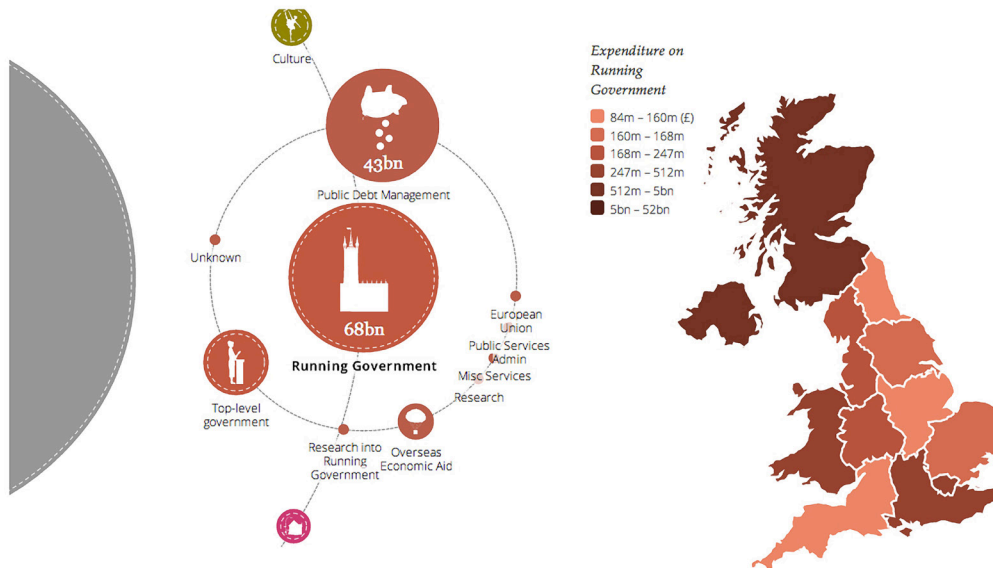 Culture
43bn
Public Debt Management
Unknown
68bn
Running Government
European
Union
Public Services
Admin
Misc Services
Research
Top-level
government
Research into
Running
Government
Overseas
Economic Aid
Expenditure on
Running
Government
84m – 160m (£)
160m – 168m
168m – 247m
247m – 512m
512m – 5bn
5bn – 52bn